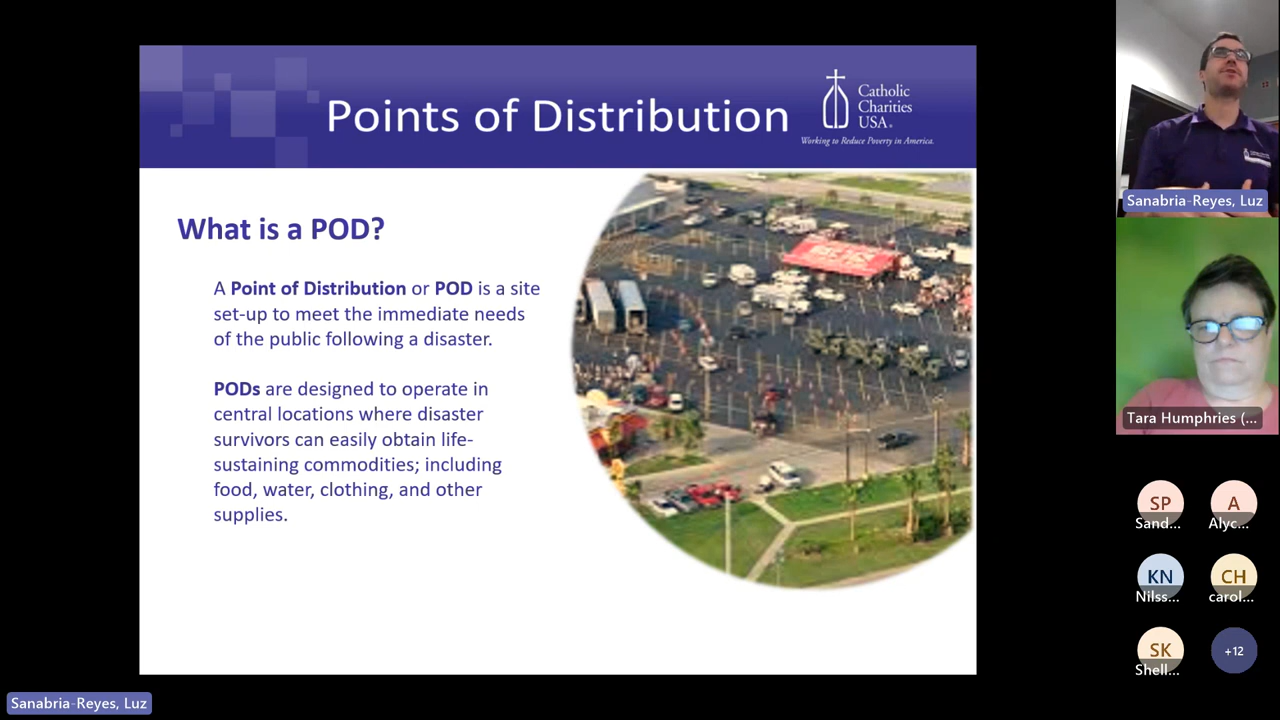 Points of Distribution
Catholic
Charities
USA®
Working to Reduce Poverty in America.
What is a POD?
A Point of Distribution or POD is a site
set-up to meet the immediate needs
of the public following a disaster.
PODs are designed to operate in
central locations where disaster
survivors can easily obtain life-
sustaining commodities; including
food, water, clothing, and other
supplies.
Sanabria-Reyes, Luz
Tara Humphries (...
SP
A
Sand...
Alyc...
KN
CH
Nilss...
carol...
SK
+12
Shell...
Sanabria-Reyes, Luz